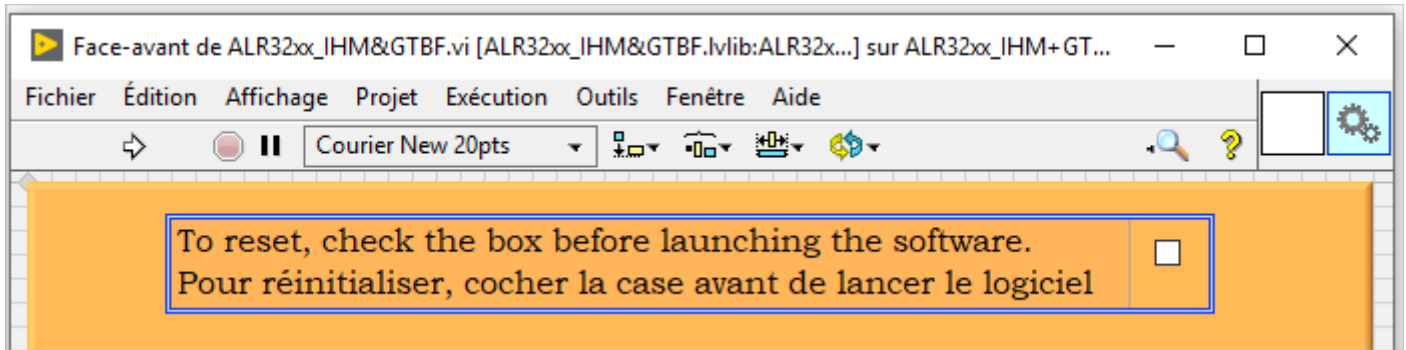 Face-avant de ALR32xx_IHM&GTBF.vi [ALR32xx_IHM&GTBF.lvlib:ALR32x...] sur ALR32xx_IHM+GT...
Fichier Édition Affichage Projet Exécution Outils Fenêtre Aide
Courier New 20pts
To reset, check the box before launching the software.
Pour réinitialiser, cocher la case avant de lancer le logiciel